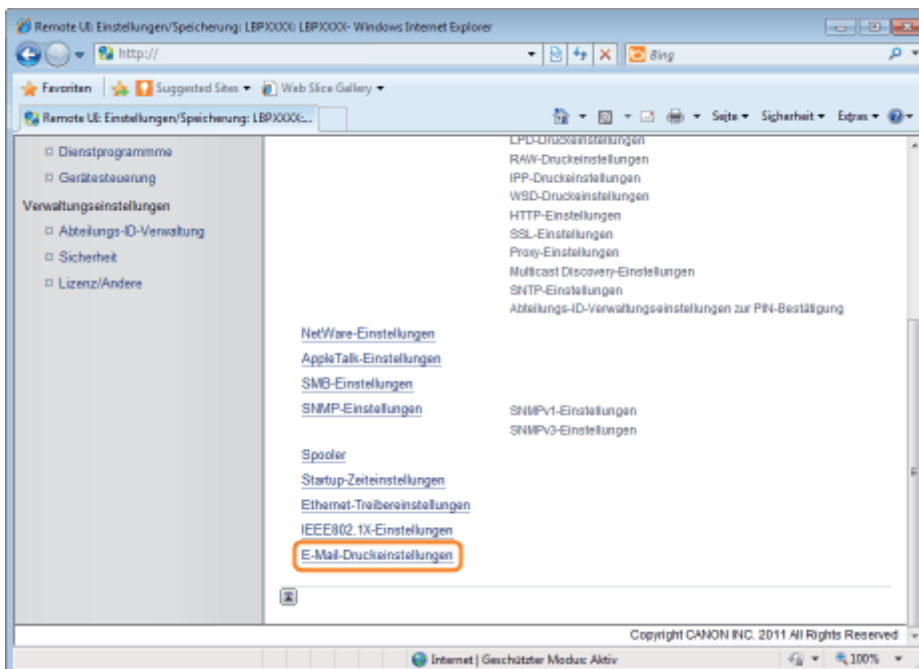 Remote UI: Einstellungen/Speicherung: LBPXXXX: LBPXXXX- Windows Internet Explorer
http://
Bing
Favoriten Suggested Sites Web Slice Gallery
Remote UI: Einstellungen/Speicherung: LBPXXXX:... Seite Sicherheit Extras
Dienstprogrammme
Gerätesteuerung
Verwaltungseinstellungen
Abteilungs-ID-Verwaltung
Sicherheit
Lizenz/Andere
LPD-Druckeinstellungen
RAW-Druckeinstellungen
IPP-Druckeinstellungen
WSD-Druckeinstellungen
HTTP-Einstellungen
SSL-Einstellungen
Proxy-Einstellungen
Multicast Discovery-Einstellungen
SNTP-Einstellungen
Abteilungs-ID-Verwaltungseinstellungen zur PIN-Bestätigung
NetWare-Einstellungen
AppleTalk-Einstellungen
SMB-Einstellungen
SNMP-Einstellungen SNMPv1-Einstellungen
SNMPv3-Einstellungen
Spooler
Startup-Zeiteinstellungen
Ethernet-Treibereinstellungen
IEEE802.1X-Einstellungen
E-Mail-Druckeinstellungen
Copyright CANON INC. 2011 All Rights Reserved
Internet | Geschützter Modus: Aktiv 100%